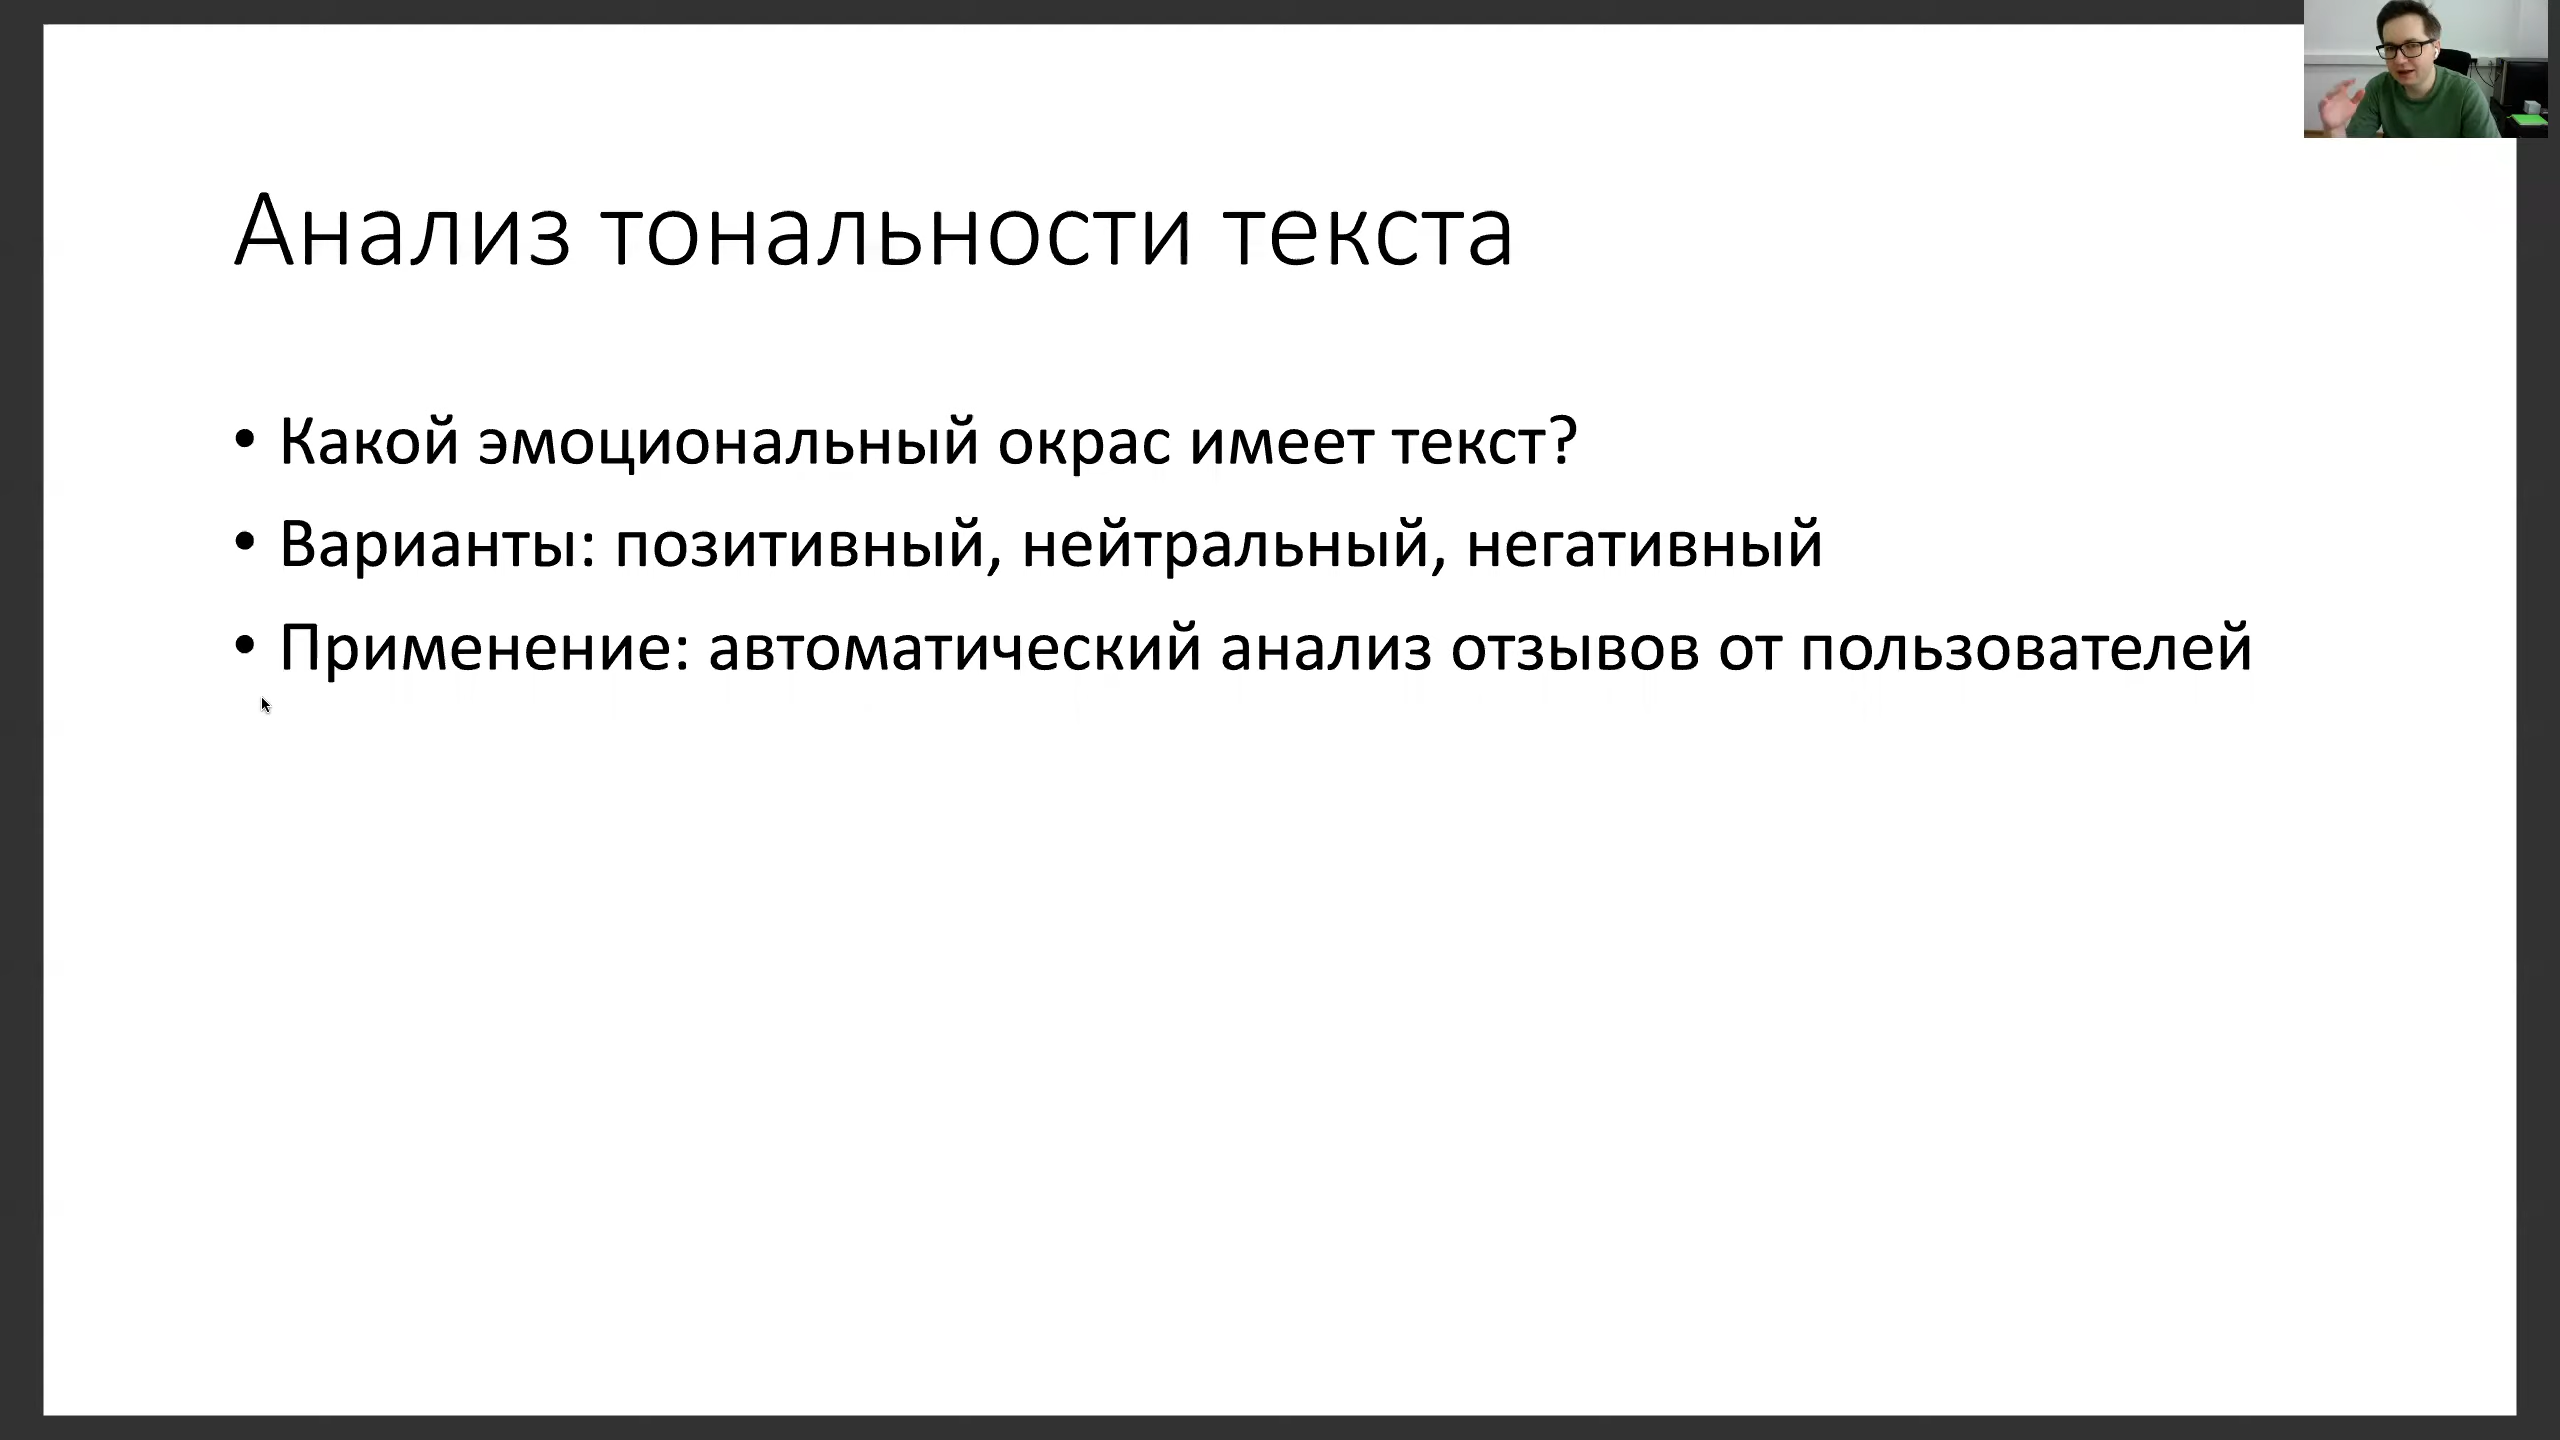 Анализ тональности текста
• Какой эмоциональный окрас имеет текст?
• Варианты: позитивный, нейтральный, негативный
• Применение: автоматический анализ отзывов от пользователей